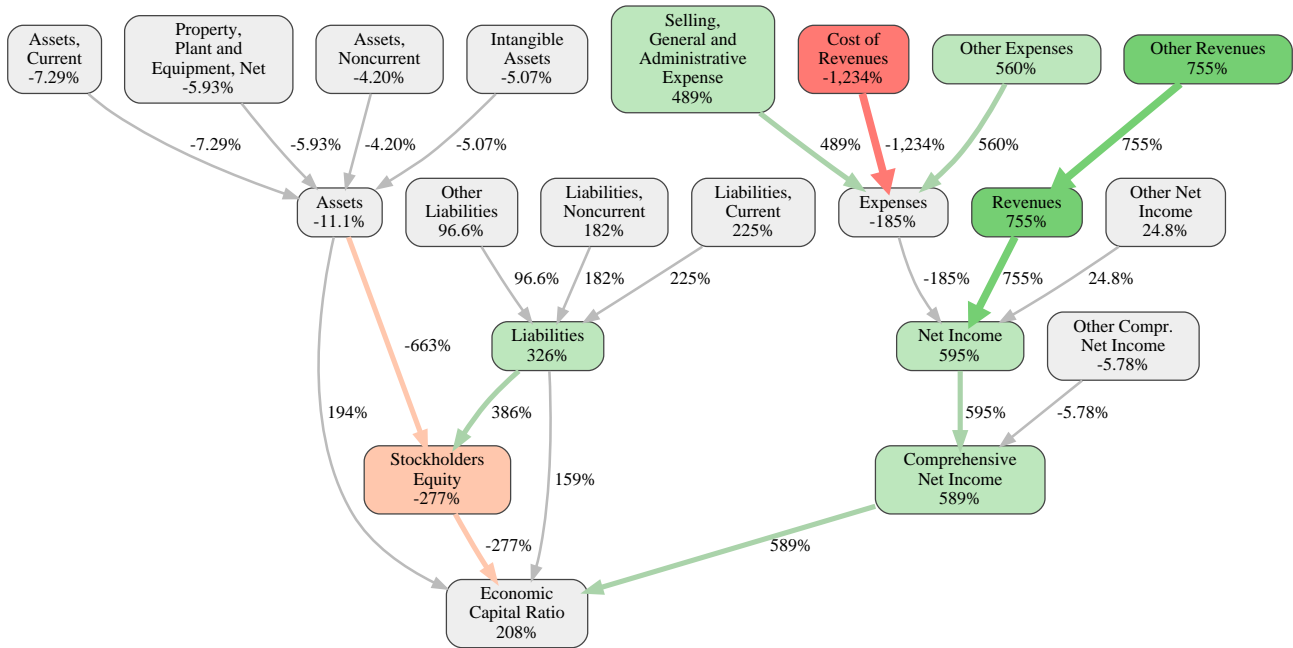 Assets,
Current
-7.29%
Property,
Plant and
Equipment, Net
-5.93%
Assets,
Noncurrent
-4.20%
Intangible
Assets
-5.07%
Selling,
General and
Administrative
Expense
489%
Cost of
Revenues
-1,234%
Other Expenses
560%
Other Revenues
755%
-7.29%
-5.93%
-4.20%
-5.07%
489%
-1,234%
560%
755%
Assets
-11.1%
Other
Liabilities
96.6%
Liabilities,
Noncurrent
182%
Liabilities,
Current
225%
Expenses
-185%
Revenues
755%
Other Net
Income
24.8%
96.6%
182%
225%
-185%
755%
24.8%
-663%
Liabilities
326%
Net Income
595%
Other Compr.
Net Income
-5.78%
194%
386%
595%
-5.78%
Stockholders
Equity
-277%
159%
Comprehensive
Net Income
589%
-277%
589%
Economic
Capital Ratio
208%